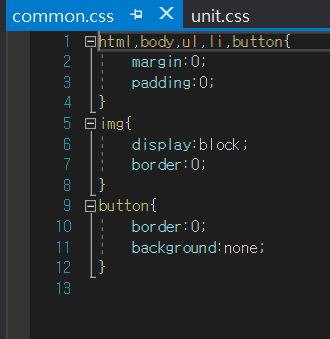 common.css unit.css
1 html,body,ul,li,button{
2 margin:0;
3 padding:0;
4 }
5 img{
6 display:block;
7 border:0;
8 }
9 button{
10 border:0;
11 background:none;
12 }
13